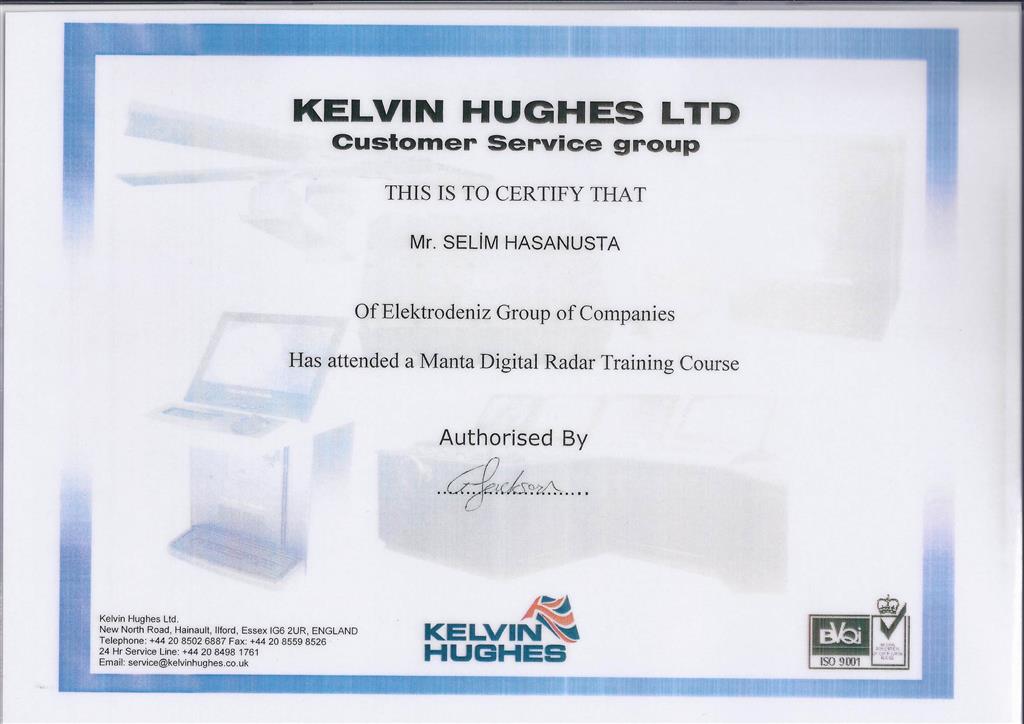 KELVIN HUGHES LTD
Customer Service group
THIS IS TO CERTIFY THAT
Mr. SELİM HASANUSTA
Of Elektrodeniz Group of Companies
Has attended a Manta Digital Radar Training Course
Authorised By
Kelvin Hughes Ltd.
New North Road, Hainault, Ilford, Essex IG6 2UR, ENGLAND
Telephone: +44 20 8502 6887 Fax: +44 20 8559 8526
24 Hr Service Line: +44 20 8498 1761
Email: service@kelvinhughes.co.uk
KELVIN
HUGHES
BVQi
ISO 9001